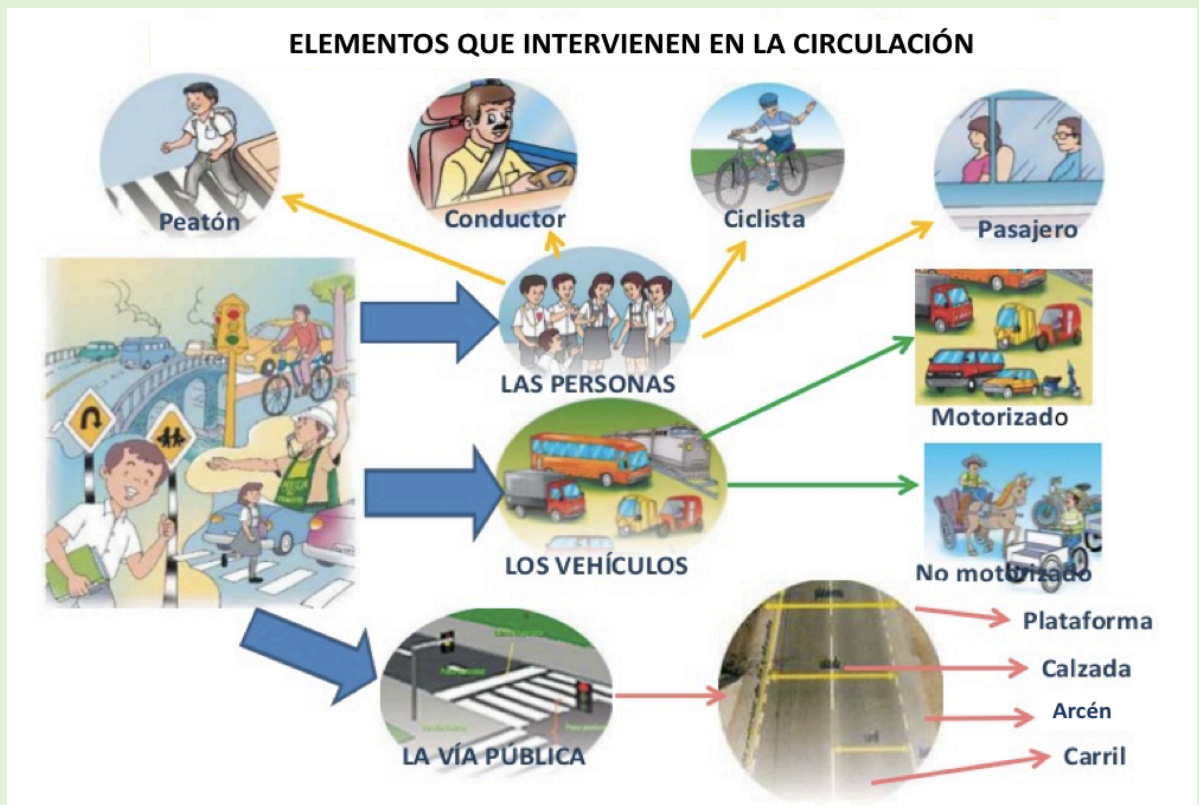 ELEMENTOS QUE INTERVIENEN EN LA CIRCULACIÓN
Peatón
Conductor
Ciclista
Pasajero
LAS PERSONAS
Motorizado
LOS VEHÍCULOS
No motorizado
Plataforma
Calzada
Arcén
Carril
LA VÍA PÚBLICA